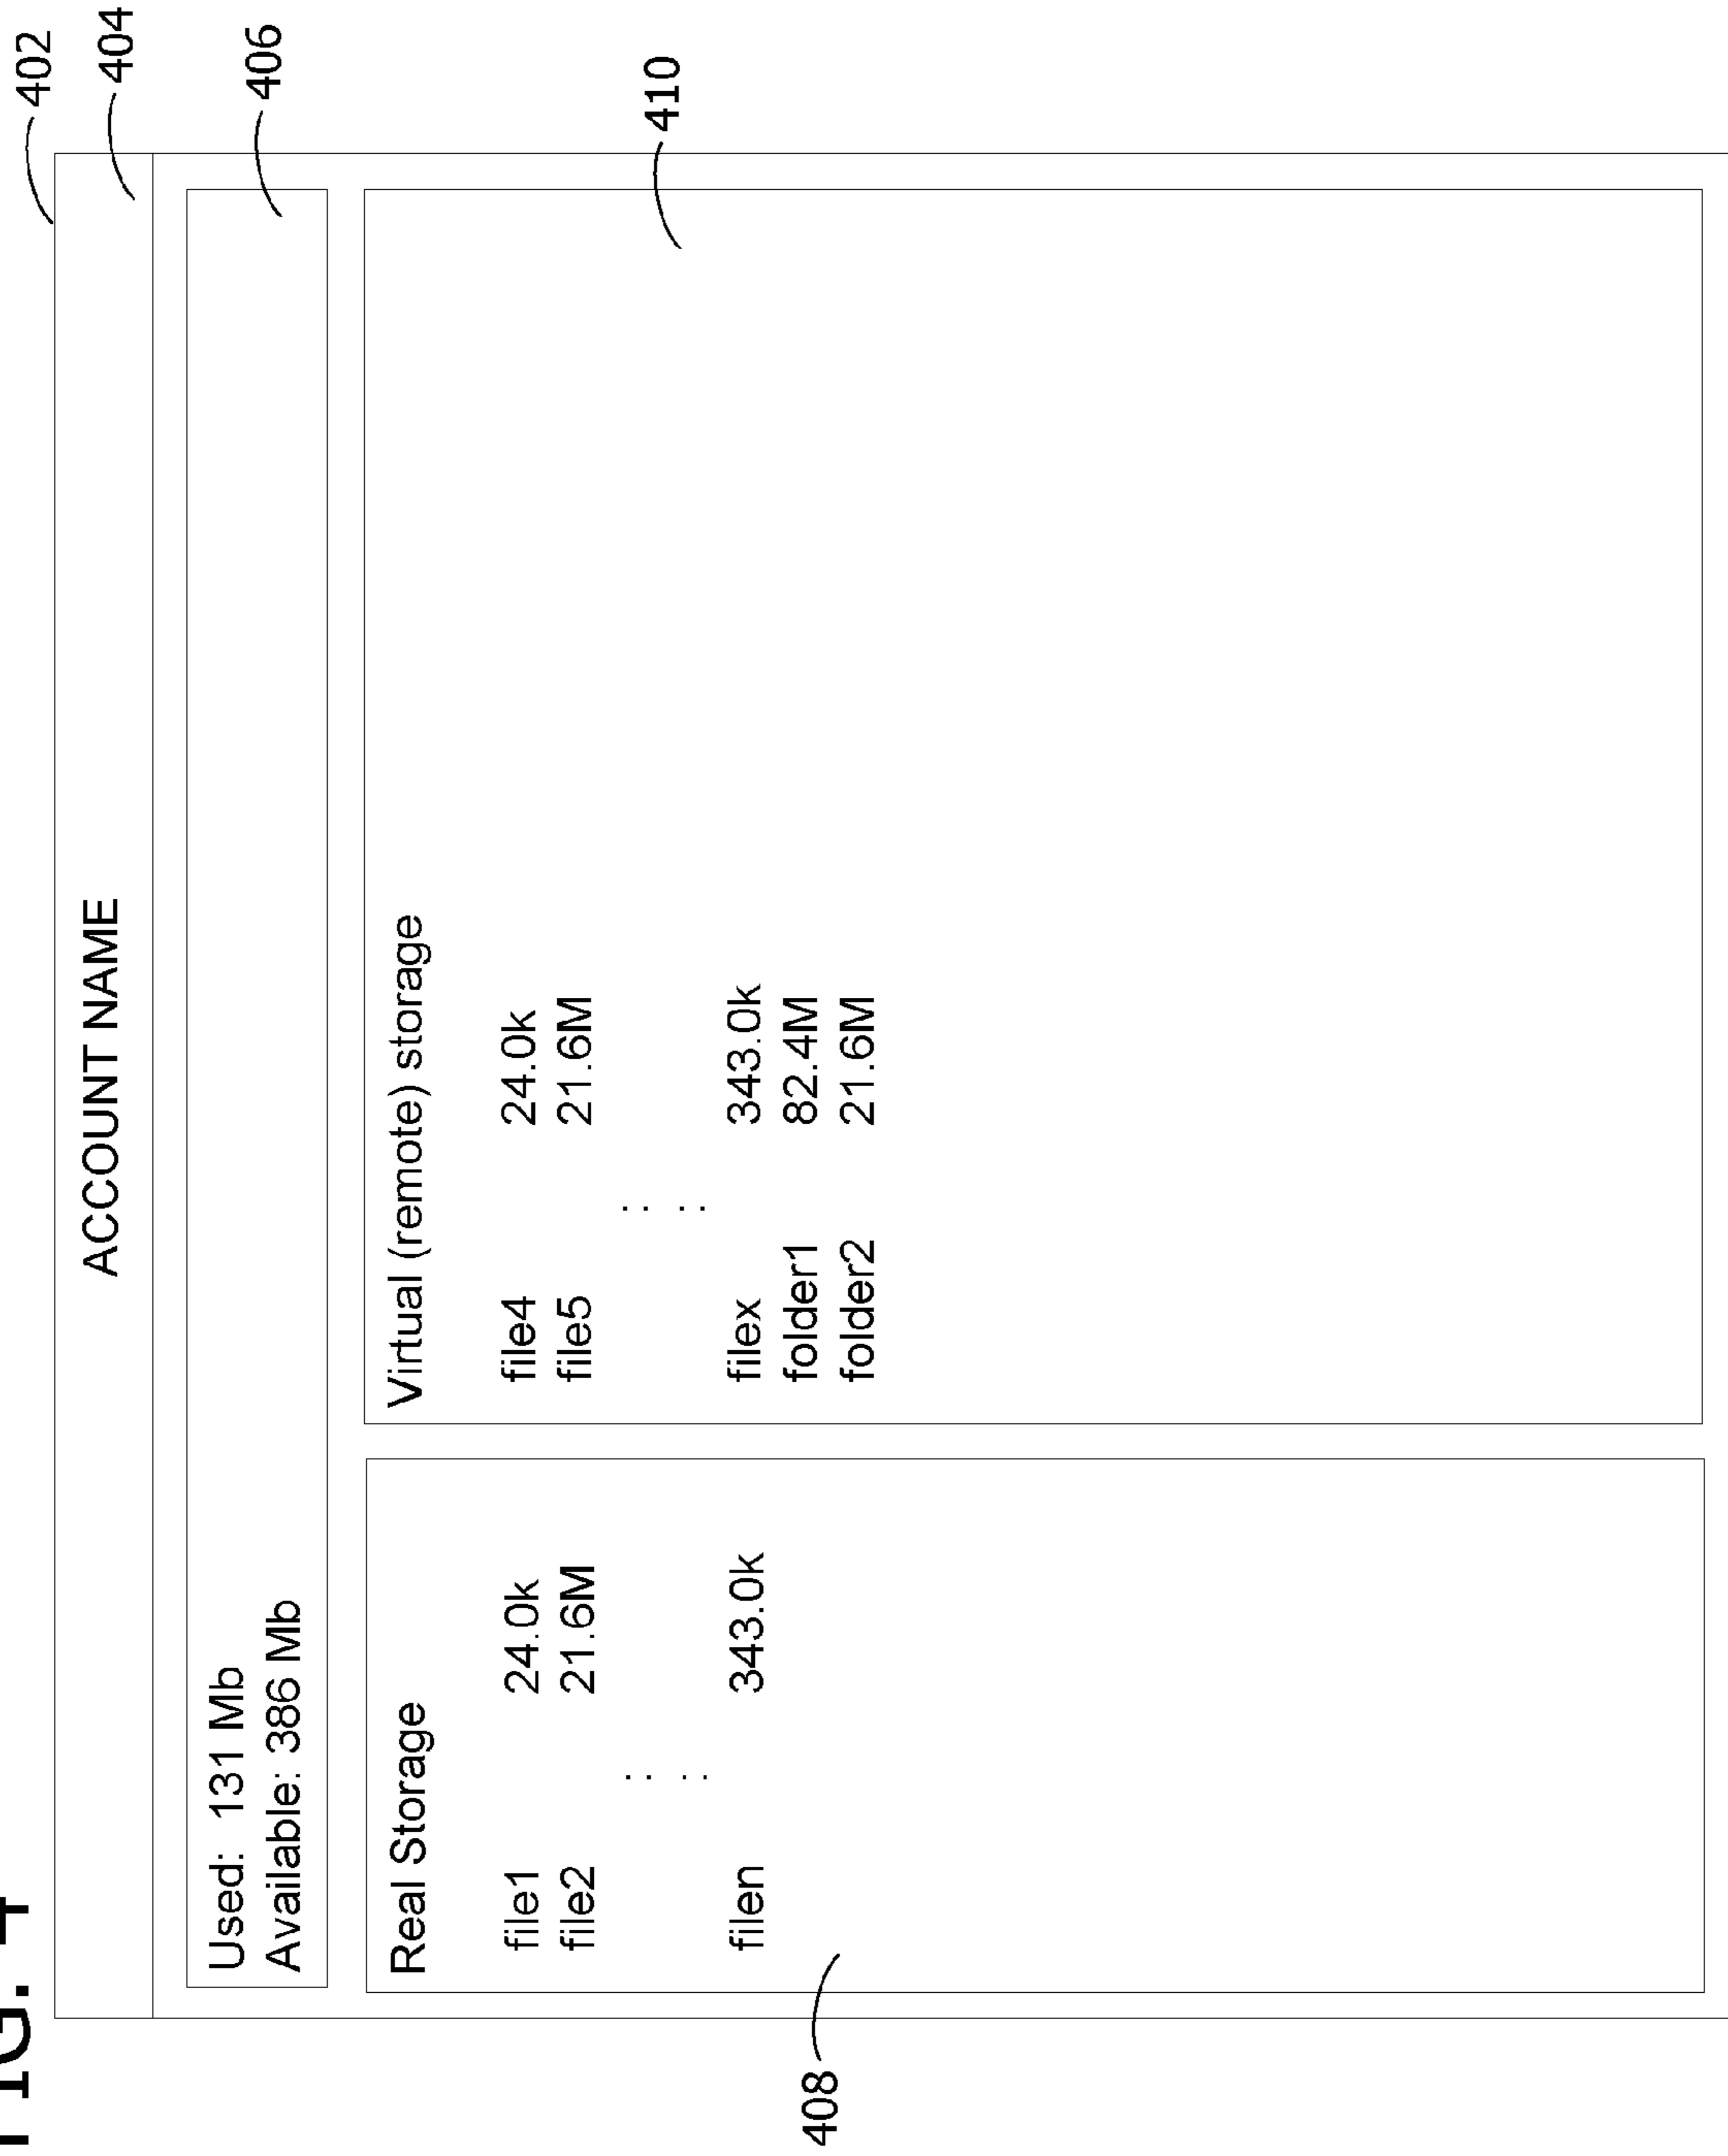 FIG. 4
402
404
ACCOUNT NAME
406
Used: 131 Mb
Available: 386 Mb
Real Storage
file1 24.0k
file2 21.6M
. . . .
filen 343.0k
408
Virtual (remote) storage
file4 24.0k
file5 21.6M
. . . .
filex 343.0k
folder1 82.4M
folder2 21.6M
410